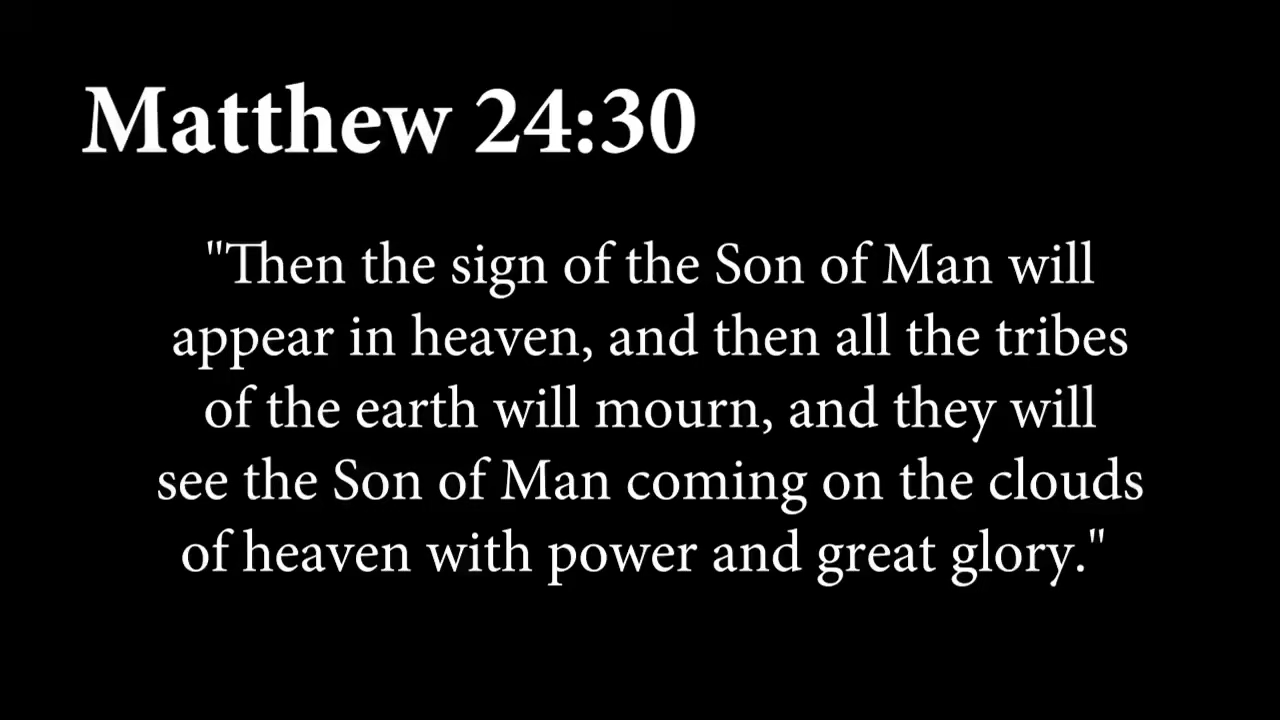 Matthew 24:30
"Then the sign of the Son of Man will
appear in heaven, and then all the tribes
of the earth will mourn, and they will
see the Son of Man coming on the clouds
of heaven with power and great glory."